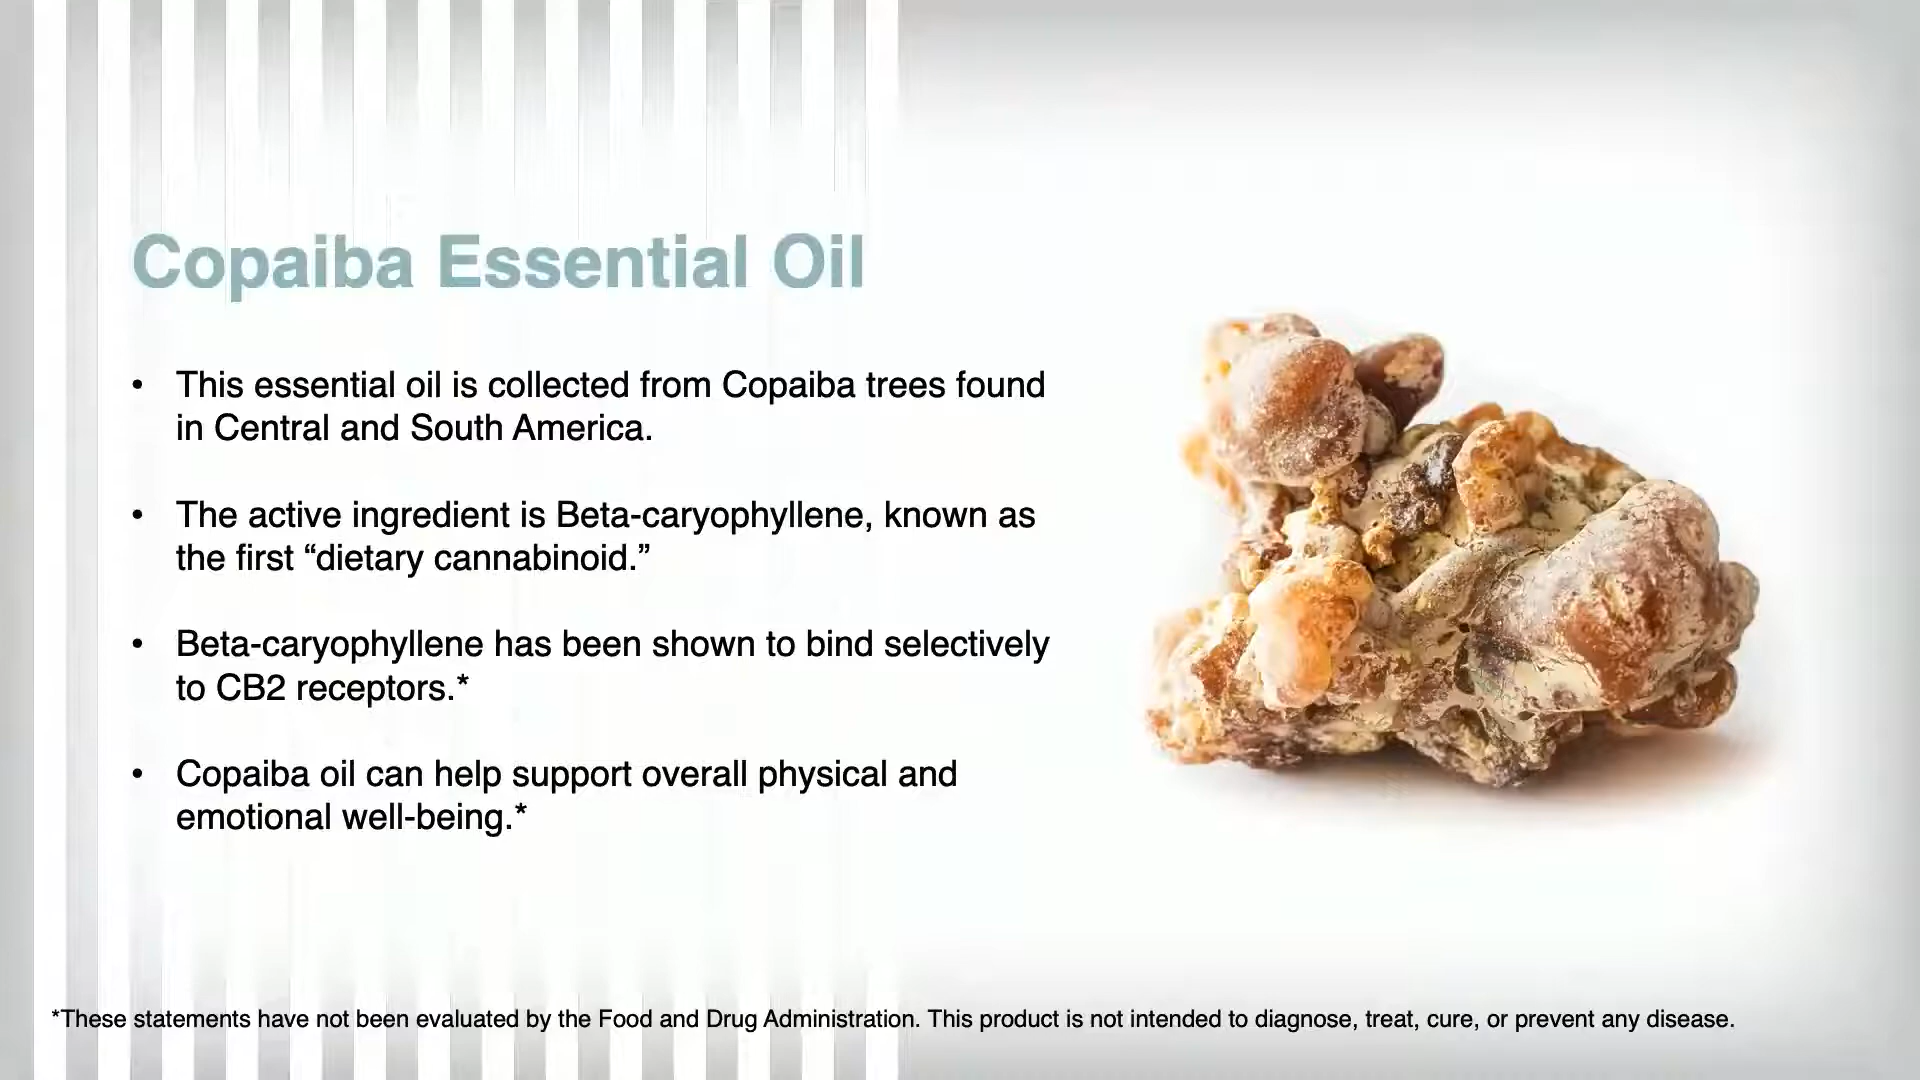 Copaiba Essential Oil
• This essential oil is collected from Copaiba trees found
in Central and South America.
• The active ingredient is Beta-caryophyllene, known as
the first “dietary cannabinoid.”
• Beta-caryophyllene has been shown to bind selectively
to CB2 receptors.*
• Copaiba oil can help support overall physical and
emotional well-being.*
*These statements have not been evaluated by the Food and Drug Administration. This product is not intended to diagnose, treat, cure, or prevent any disease.